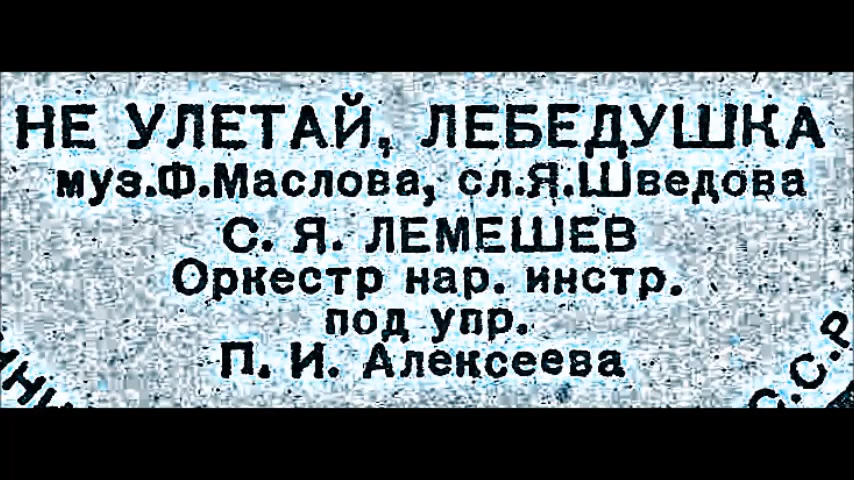 НЕ УЛЕТАЙ, ЛЕБЕДУШКА
муз.Ф.Маслова, сл.Я.Шведова
С. Я. ЛЕМЕШЕВ
Оркестр нар. инстр.
под упр.
П. И. Алексеева
С.С.Р